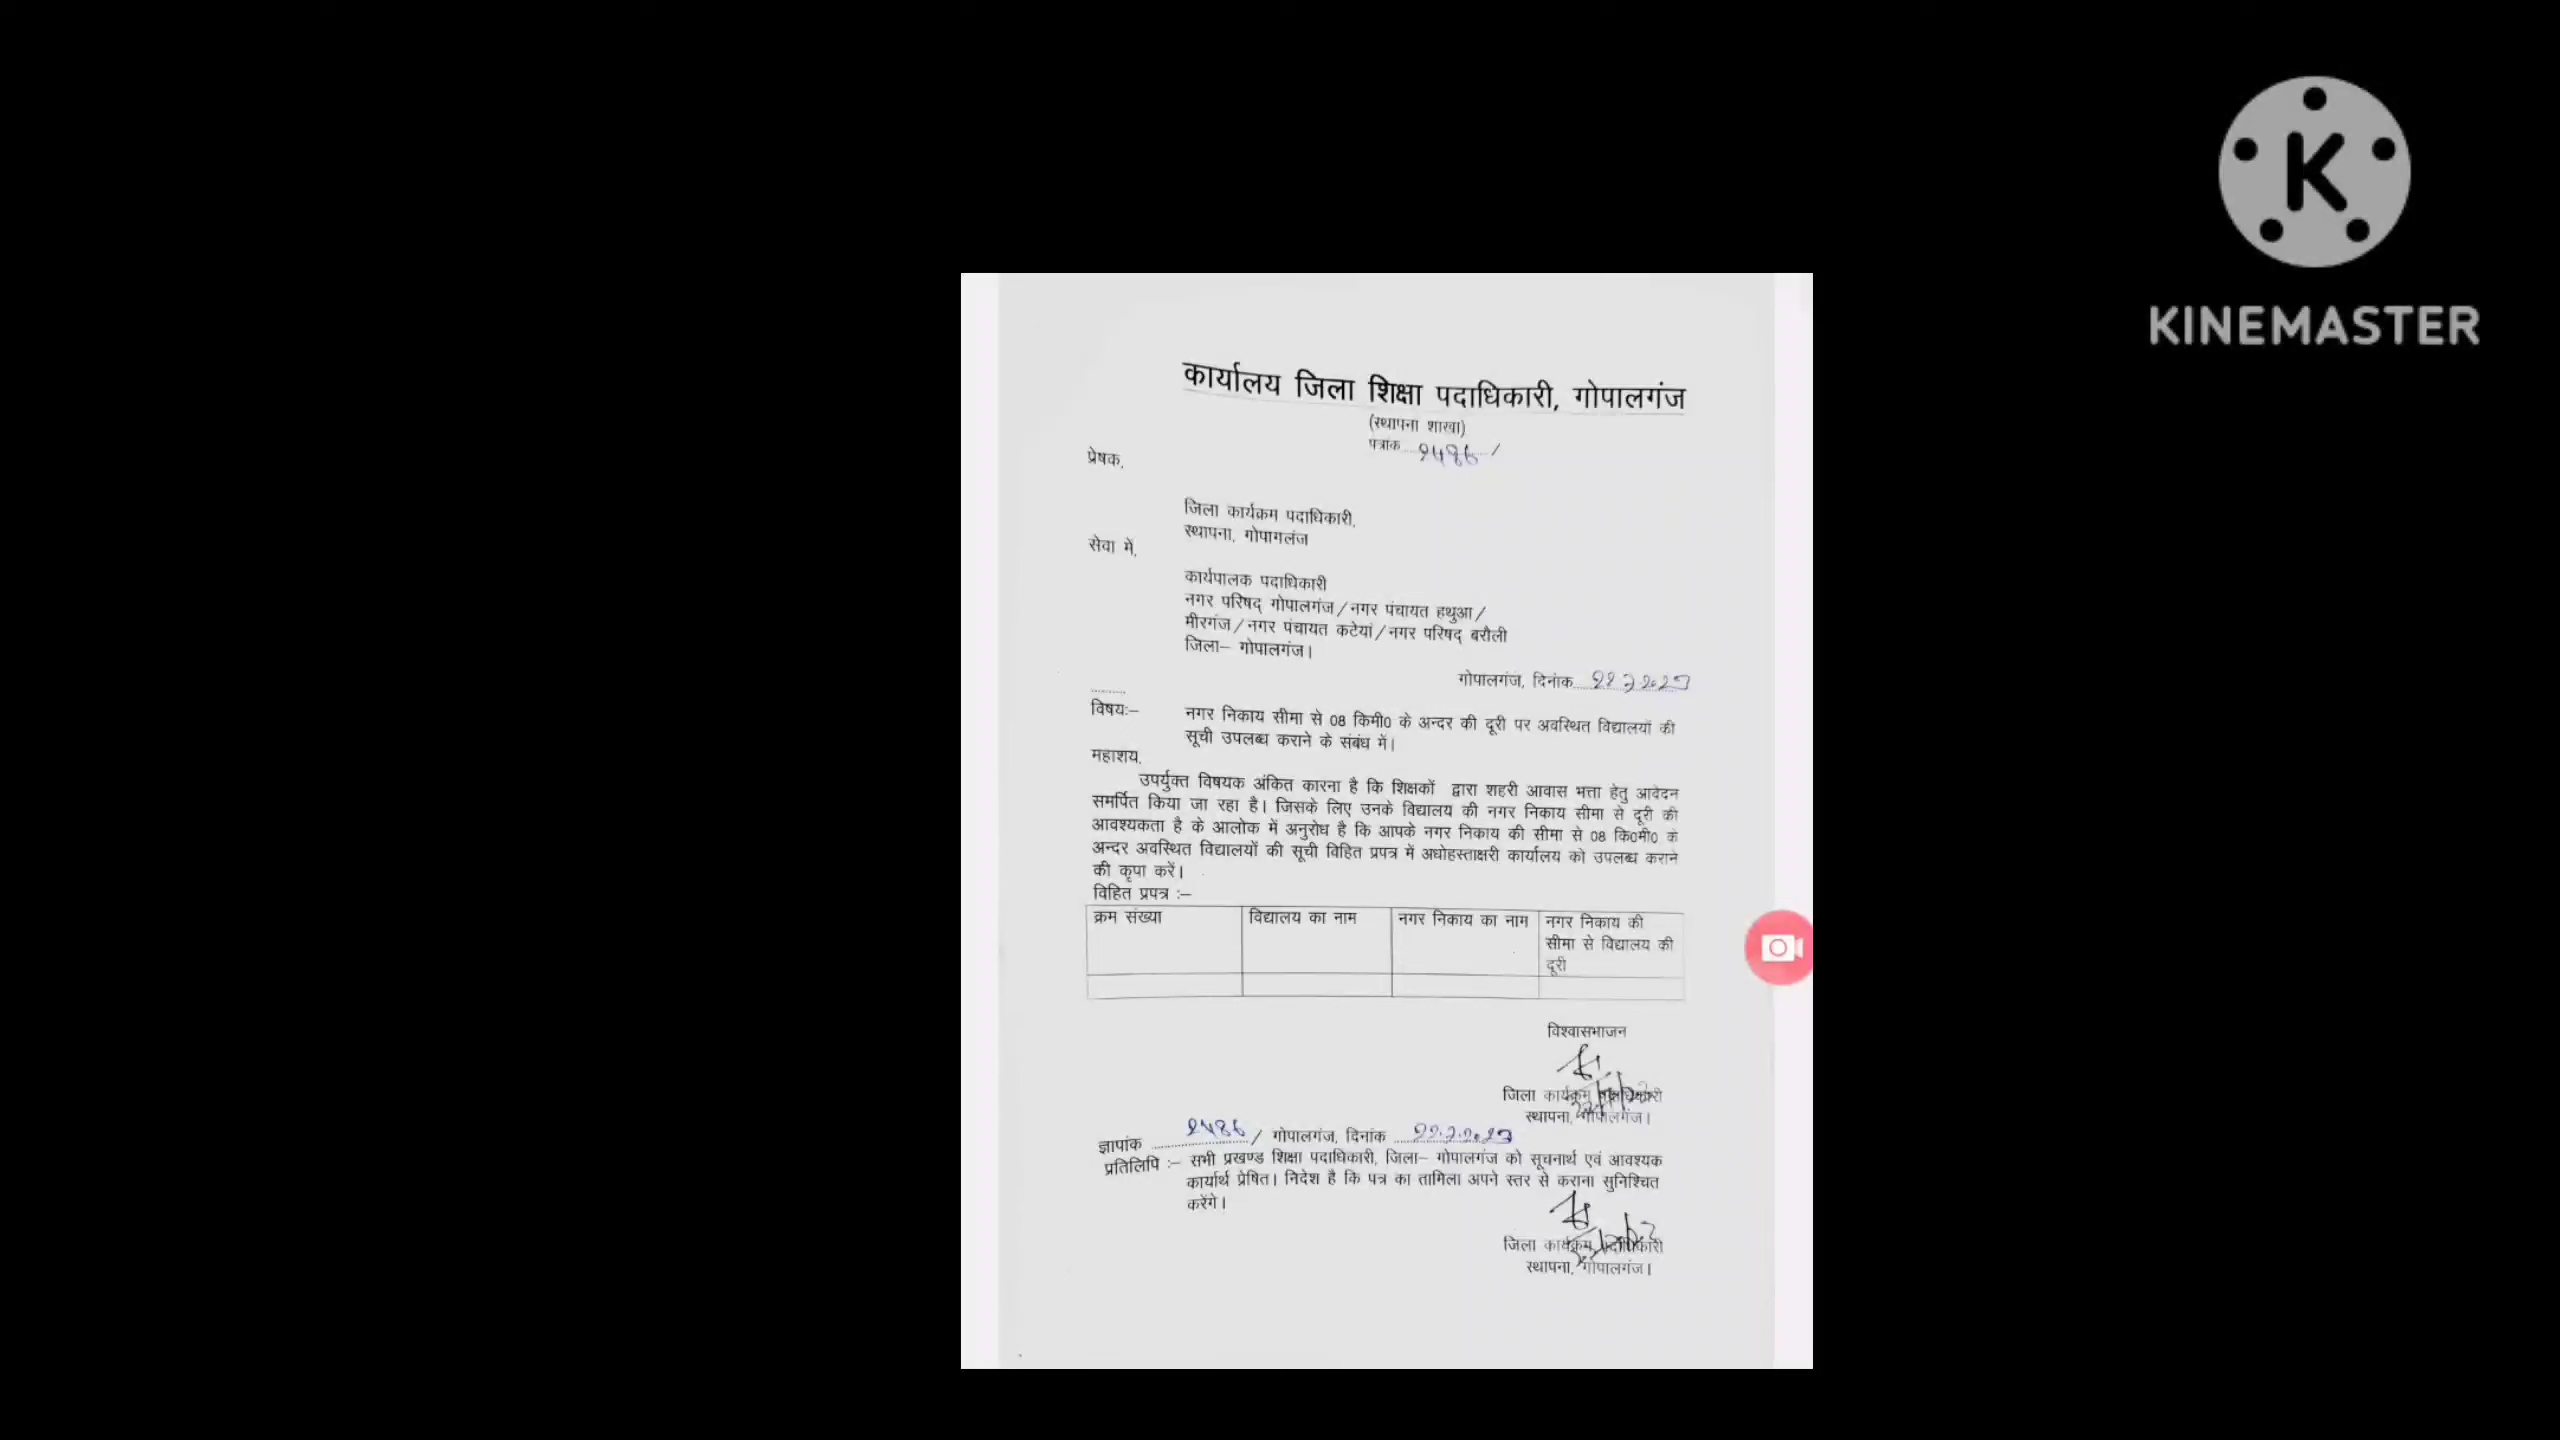 KINEMASTER
कार्यालय जिला शिक्षा पदाधिकारी, गोपालगंज
(स्थापना शाखा)
पत्रांक
प्रेषक,
जिला कार्यक्रम पदाधिकारी,
स्थापना, गोपागलंज
सेवा में,
कार्यपालक पदाधिकारी
नगर परिषद् गोपालगंज/नगर पंचायत हथुआ/
मीरगंज/नगर पंचायत कटेयां/नगर परिषद् बरौली
जिला– गोपालगंज।
गोपालगंज, दिनांक
विषयः–
नगर निकाय सीमा से 08 किमी0 के अन्दर की दूरी पर अवस्थित विद्यालयों की
सूची उपलब्ध कराने के संबंध में।
महाशय,
उपर्युक्त विषयक अंकित कारना है कि शिक्षकों द्वारा शहरी आवास भत्ता हेतु आवेदन
समर्पित किया जा रहा है। जिसके लिए उनके विद्यालय की नगर निकाय सीमा से दूरी की
आवश्यकता है के आलोक में अनुरोध है कि आपके नगर निकाय की सीमा से 08 कि0मी0 के
अन्दर अवस्थित विद्यालयों की सूची विहित प्रपत्र में अधोहस्ताक्षरी कार्यालय को उपलब्ध कराने
की कृपा करें।
विहित प्रपत्र :–
क्रम संख्या
विद्यालय का नाम
नगर निकाय का नाम
नगर निकाय की
सीमा से विद्यालय की
दूरी
विश्वासभाजन
जिला कार्यक्रम पदाधिकारी
स्थापना, गोपालगंज।
ज्ञापांक / गोपालगंज, दिनांक
प्रतिलिपि :– सभी प्रखण्ड शिक्षा पदाधिकारी, जिला– गोपालगंज को सूचनार्थ एवं आवश्यक
कार्यार्थ प्रेषित। निदेश है कि पत्र का तामिला अपने स्तर से कराना सुनिश्चित
करेंगे।
जिला कार्यक्रम पदाधिकारी
स्थापना, गोपालगंज।